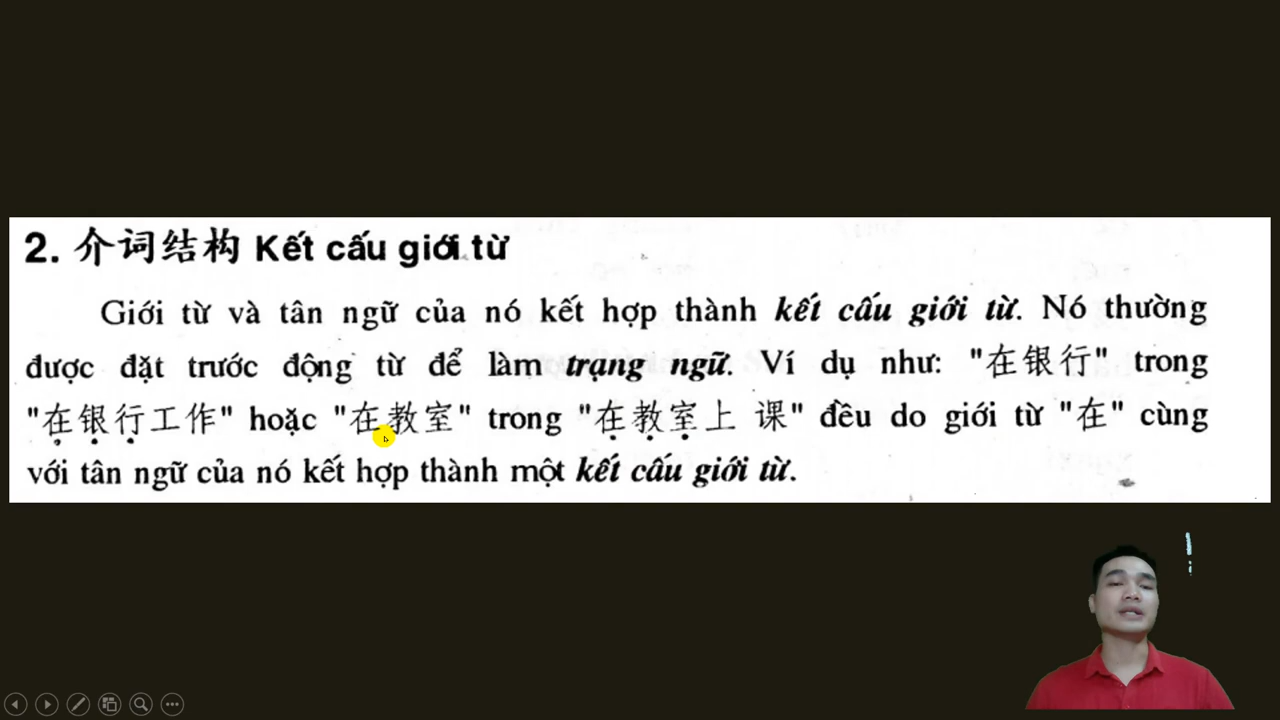 2. 介词结构 Kết cấu giới từ
Giới từ và tân ngữ của nó kết hợp thành kết cấu giới từ. Nó thường
được đặt trước động từ để làm trạng ngữ. Ví dụ như: "在银行" trong
"在银行工作" hoặc "在教室" trong "在教室上 课" đều do giới từ "在" cùng
với tân ngữ của nó kết hợp thành một kết cấu giới từ.